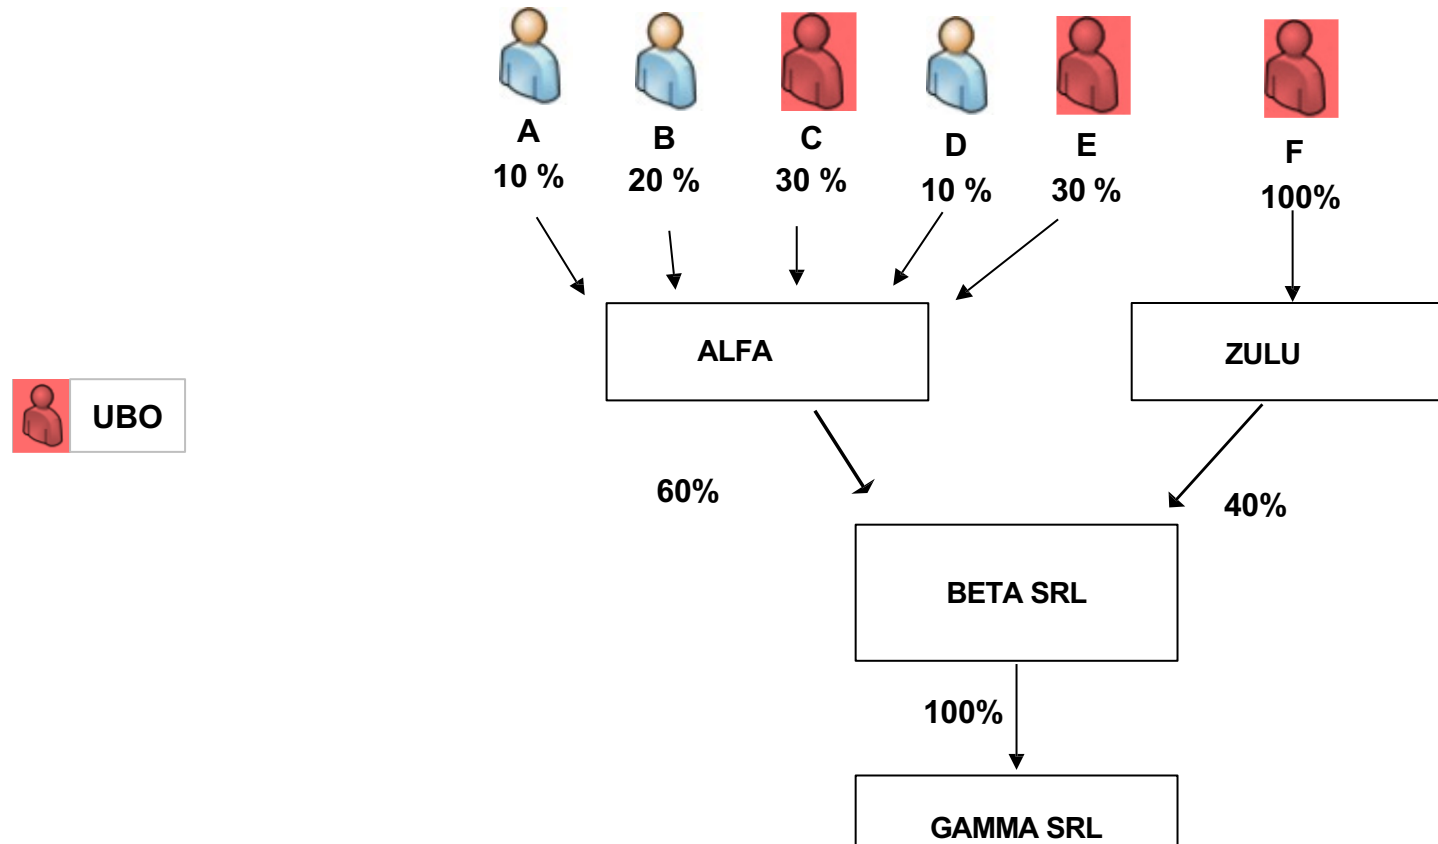 A
B
C
D
E
F
10 %
20 %
30 %
10 %
30 %
100%
ALFA
ZULU
UBO
60%
40%
BETA SRL
100%
GAMMA SRL